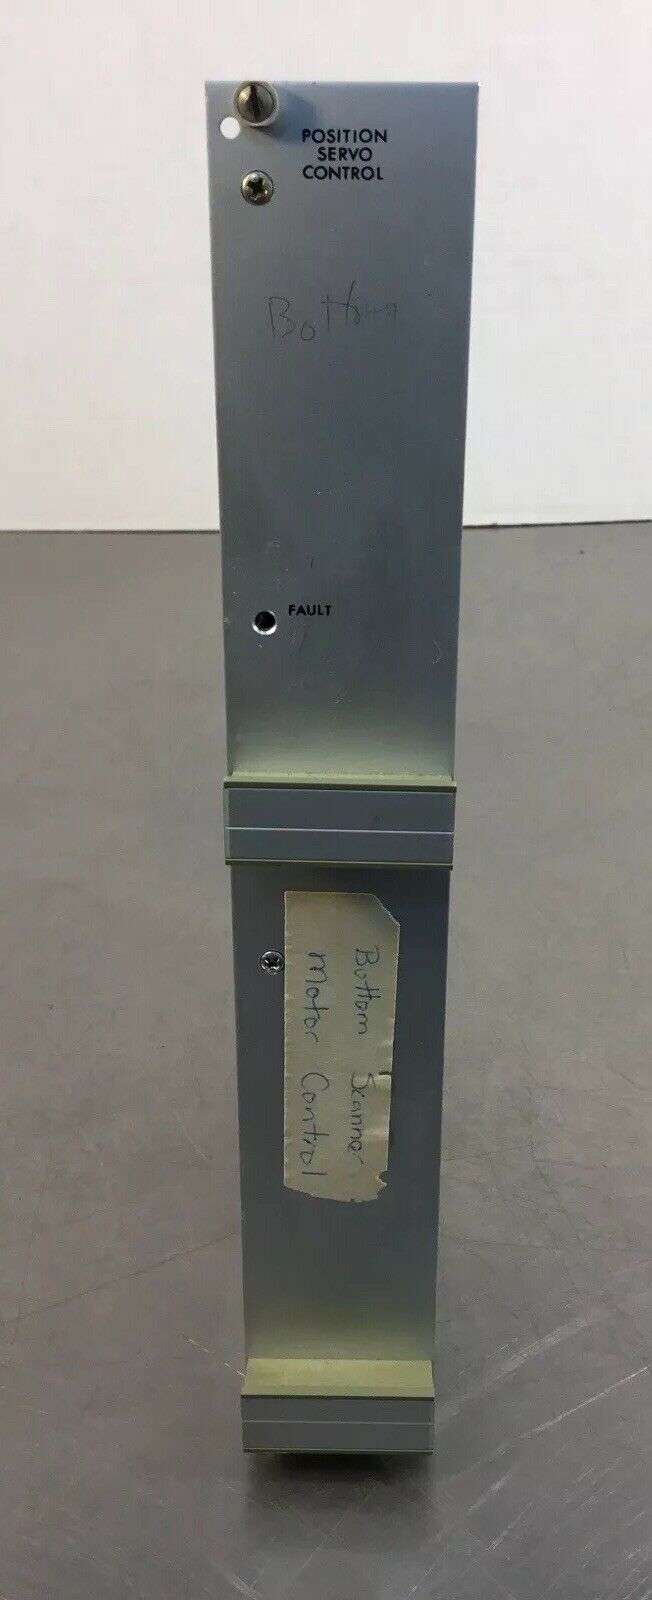 POSITION
SERVO
CONTROL
Bottom
FAULT
Bottom Scanner
Motor Control